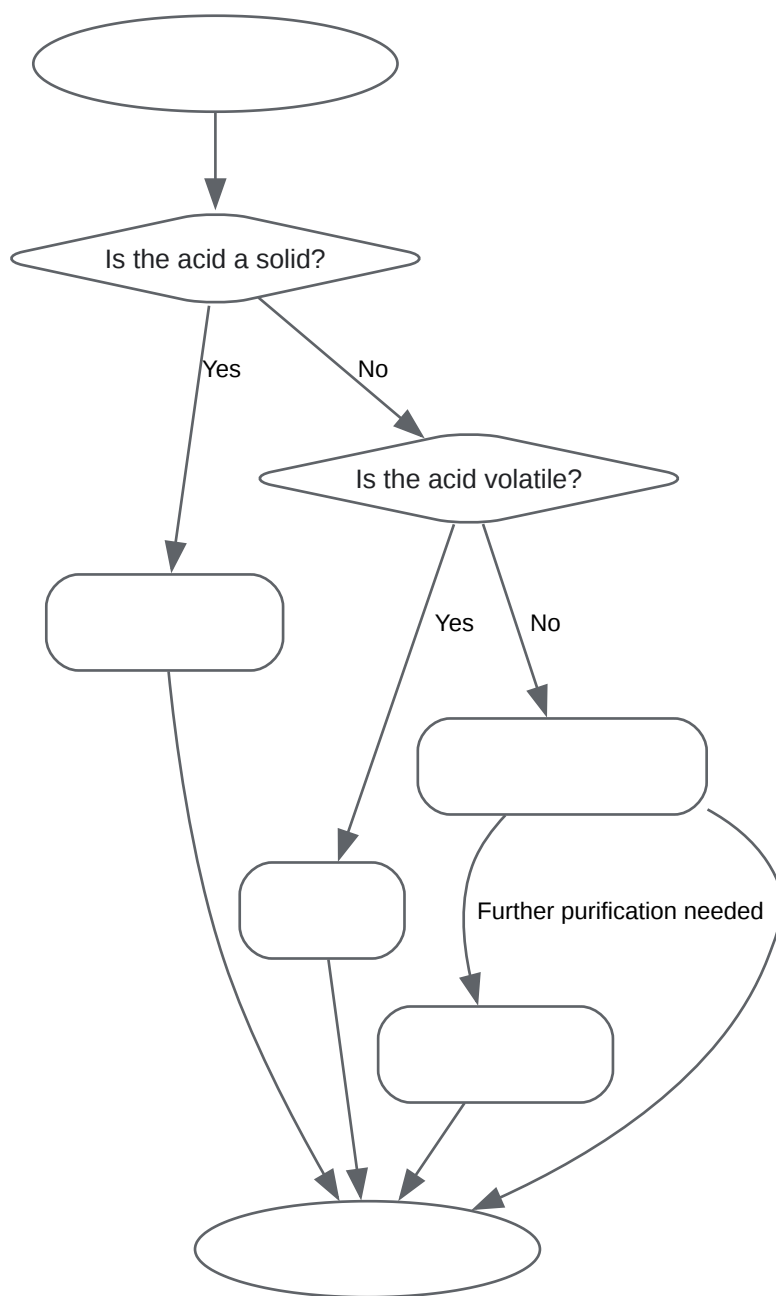 Is the acid a solid?
Yes
No
Is the acid volatile?
Yes
No
Further purification needed